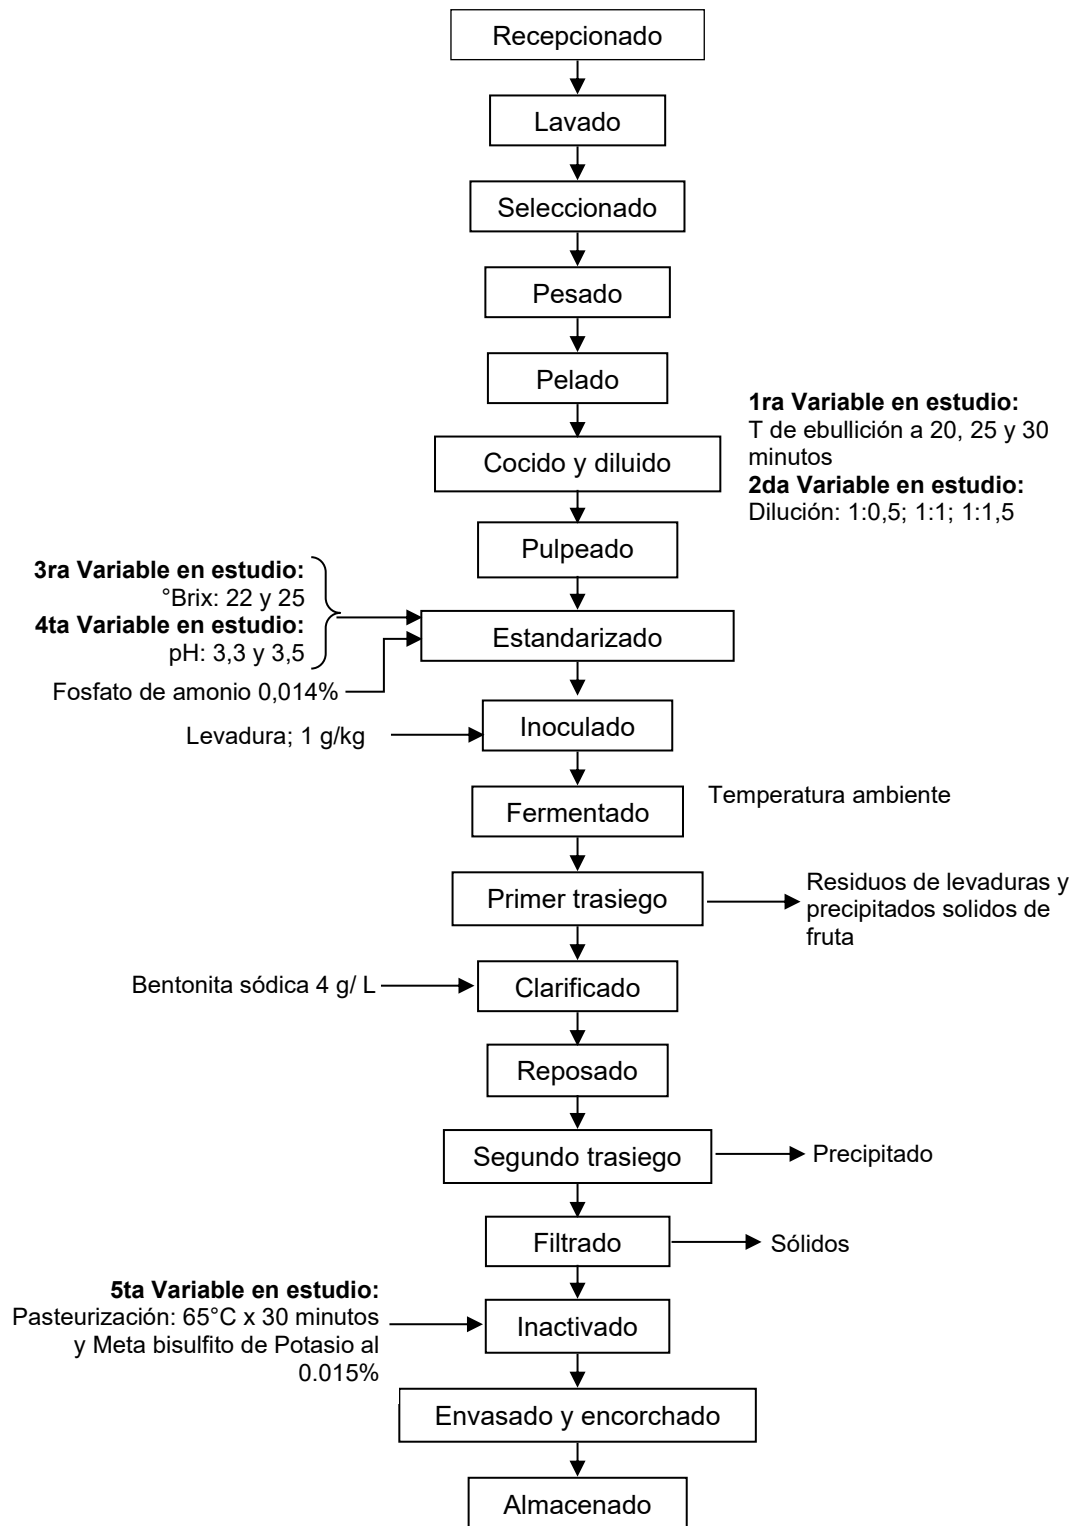 Recepcionado
Lavado
Seleccionado
Pesado
Pelado
1ra Variable en estudio:
T de ebullición a 20, 25 y 30
minutos
2da Variable en estudio:
Dilución: 1:0,5; 1:1; 1:1,5
Cocido y diluido
Pulpeado
3ra Variable en estudio:
°Brix: 22 y 25
4ta Variable en estudio:
pH: 3,3 y 3,5
Fosfato de amonio 0,014%
Estandarizado
Levadura; 1 g/kg
Inoculado
Fermentado
Temperatura ambiente
Primer trasiego
Residuos de levaduras y
precipitados solidos de
fruta
Bentonita sódica 4 g/ L
Clarificado
Reposado
Segundo trasiego
Precipitado
Filtrado
Sólidos
5ta Variable en estudio:
Pasteurización: 65°C x 30 minutos
y Meta bisulfito de Potasio al
0.015%
Inactivado
Envasado y encorchado
Almacenado